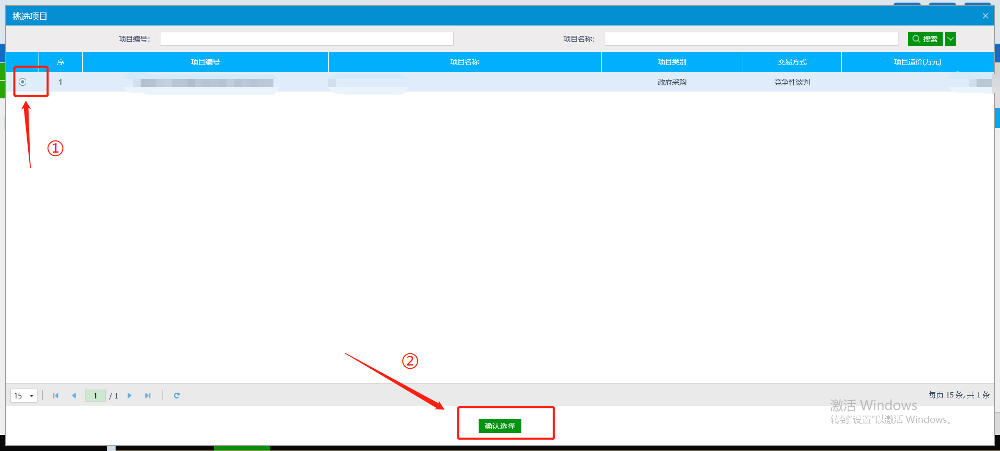 挑选项目
项目编号: 项目名称: 搜索
序 项目编号 项目名称 项目类别 交易方式 项目造价(万元)
1 政府采购 竞争性谈判
①
②
15 1 / 1 每页 15 条, 共 1 条
激活 Windows
转到“设置”以激活 Windows。
确认选择